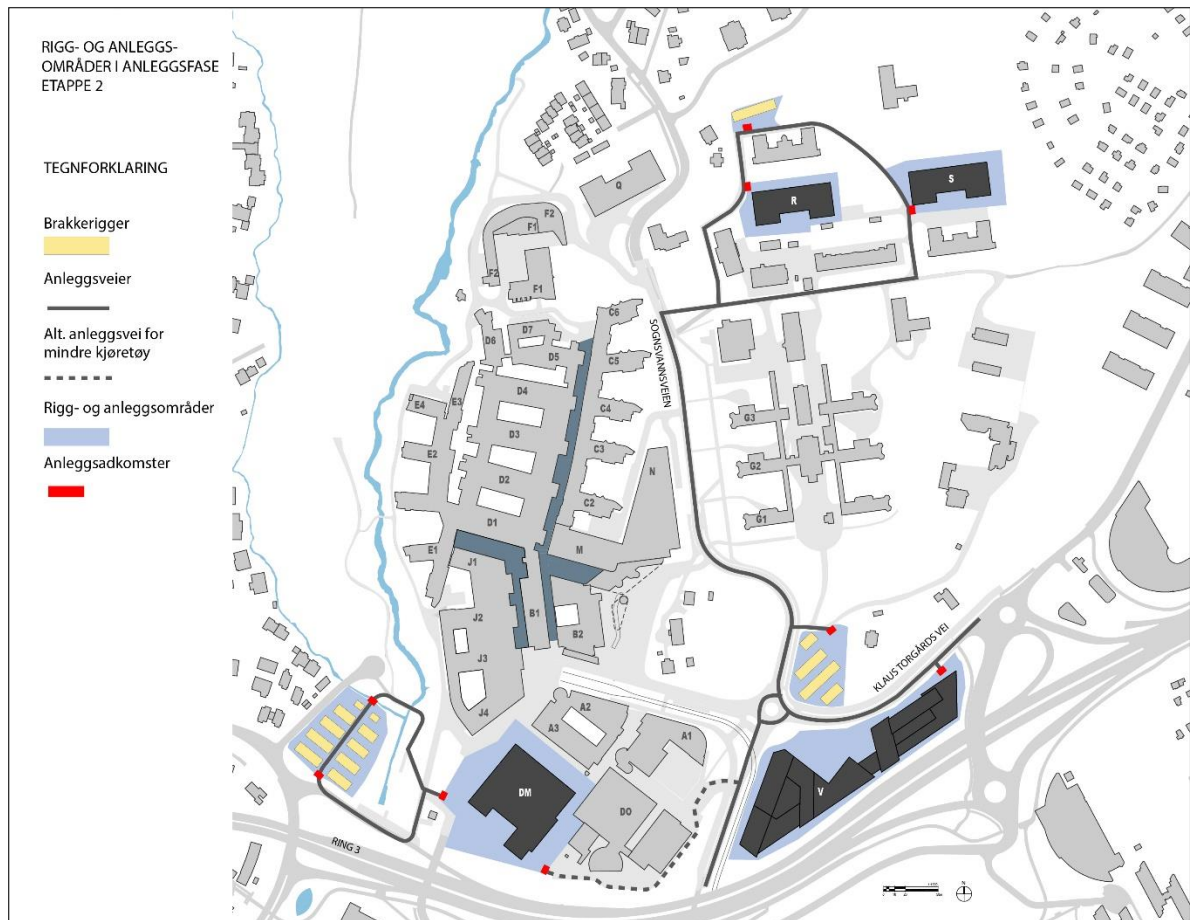 RIGG- OG ANLEGGS-
OMRÅDER I ANLEGGSFASE
ETAPPE 2
TEGNFORKLARING
Brakkerigger
Anleggsveier
Alt. anleggsvei for
mindre kjøretøy
Rigg- og anleggsområder
Anleggsadkomster
Q
R
S
F2
F1
F2
F1
C6
D7
D6
D5
C5
SOGNSVANNSVEIEN
D4
E4
E3
C4
G3
D3
C3
E2
N
G2
D2
C2
D1
G1
E1
M
J1
B1
J2
B2
J3
KLAUS TORGÅRDS VEI
J4
A2
A3
A1
DM
DO
V
RING 3
N